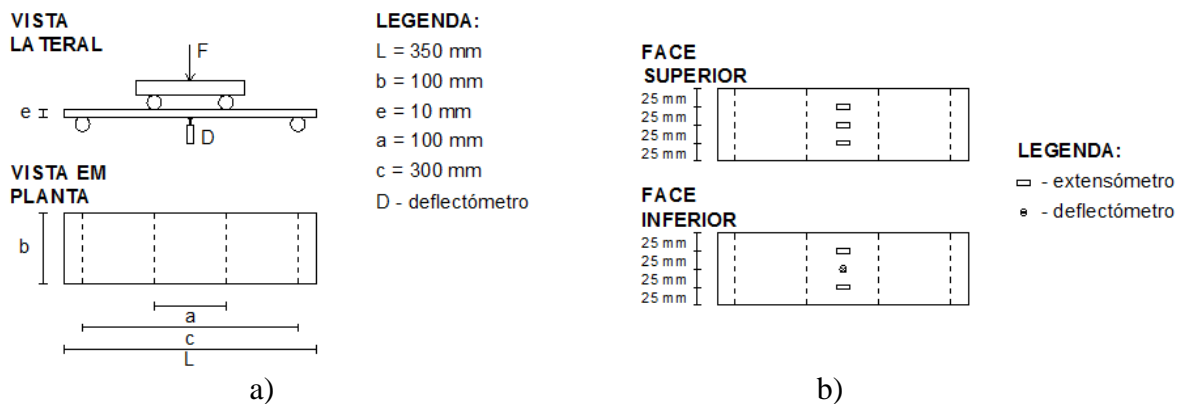 VISTA
LATERAL
F
e
D
VISTA EM
PLANTA
b
a
c
L
LEGENDA:
L = 350 mm
b = 100 mm
e = 10 mm
a = 100 mm
c = 300 mm
D - deflectómetro
a)
FACE
SUPERIOR
25 mm
25 mm
25 mm
25 mm
FACE
INFERIOR
25 mm
25 mm
25 mm
25 mm
LEGENDA:
- extensómetro
- deflectómetro
b)